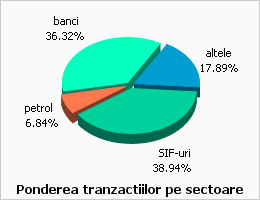 banci
36.32%
altele
17.89%
petrol
6.84%
SIF-uri
38.94%
Ponderea tranzactiilor pe sectoare